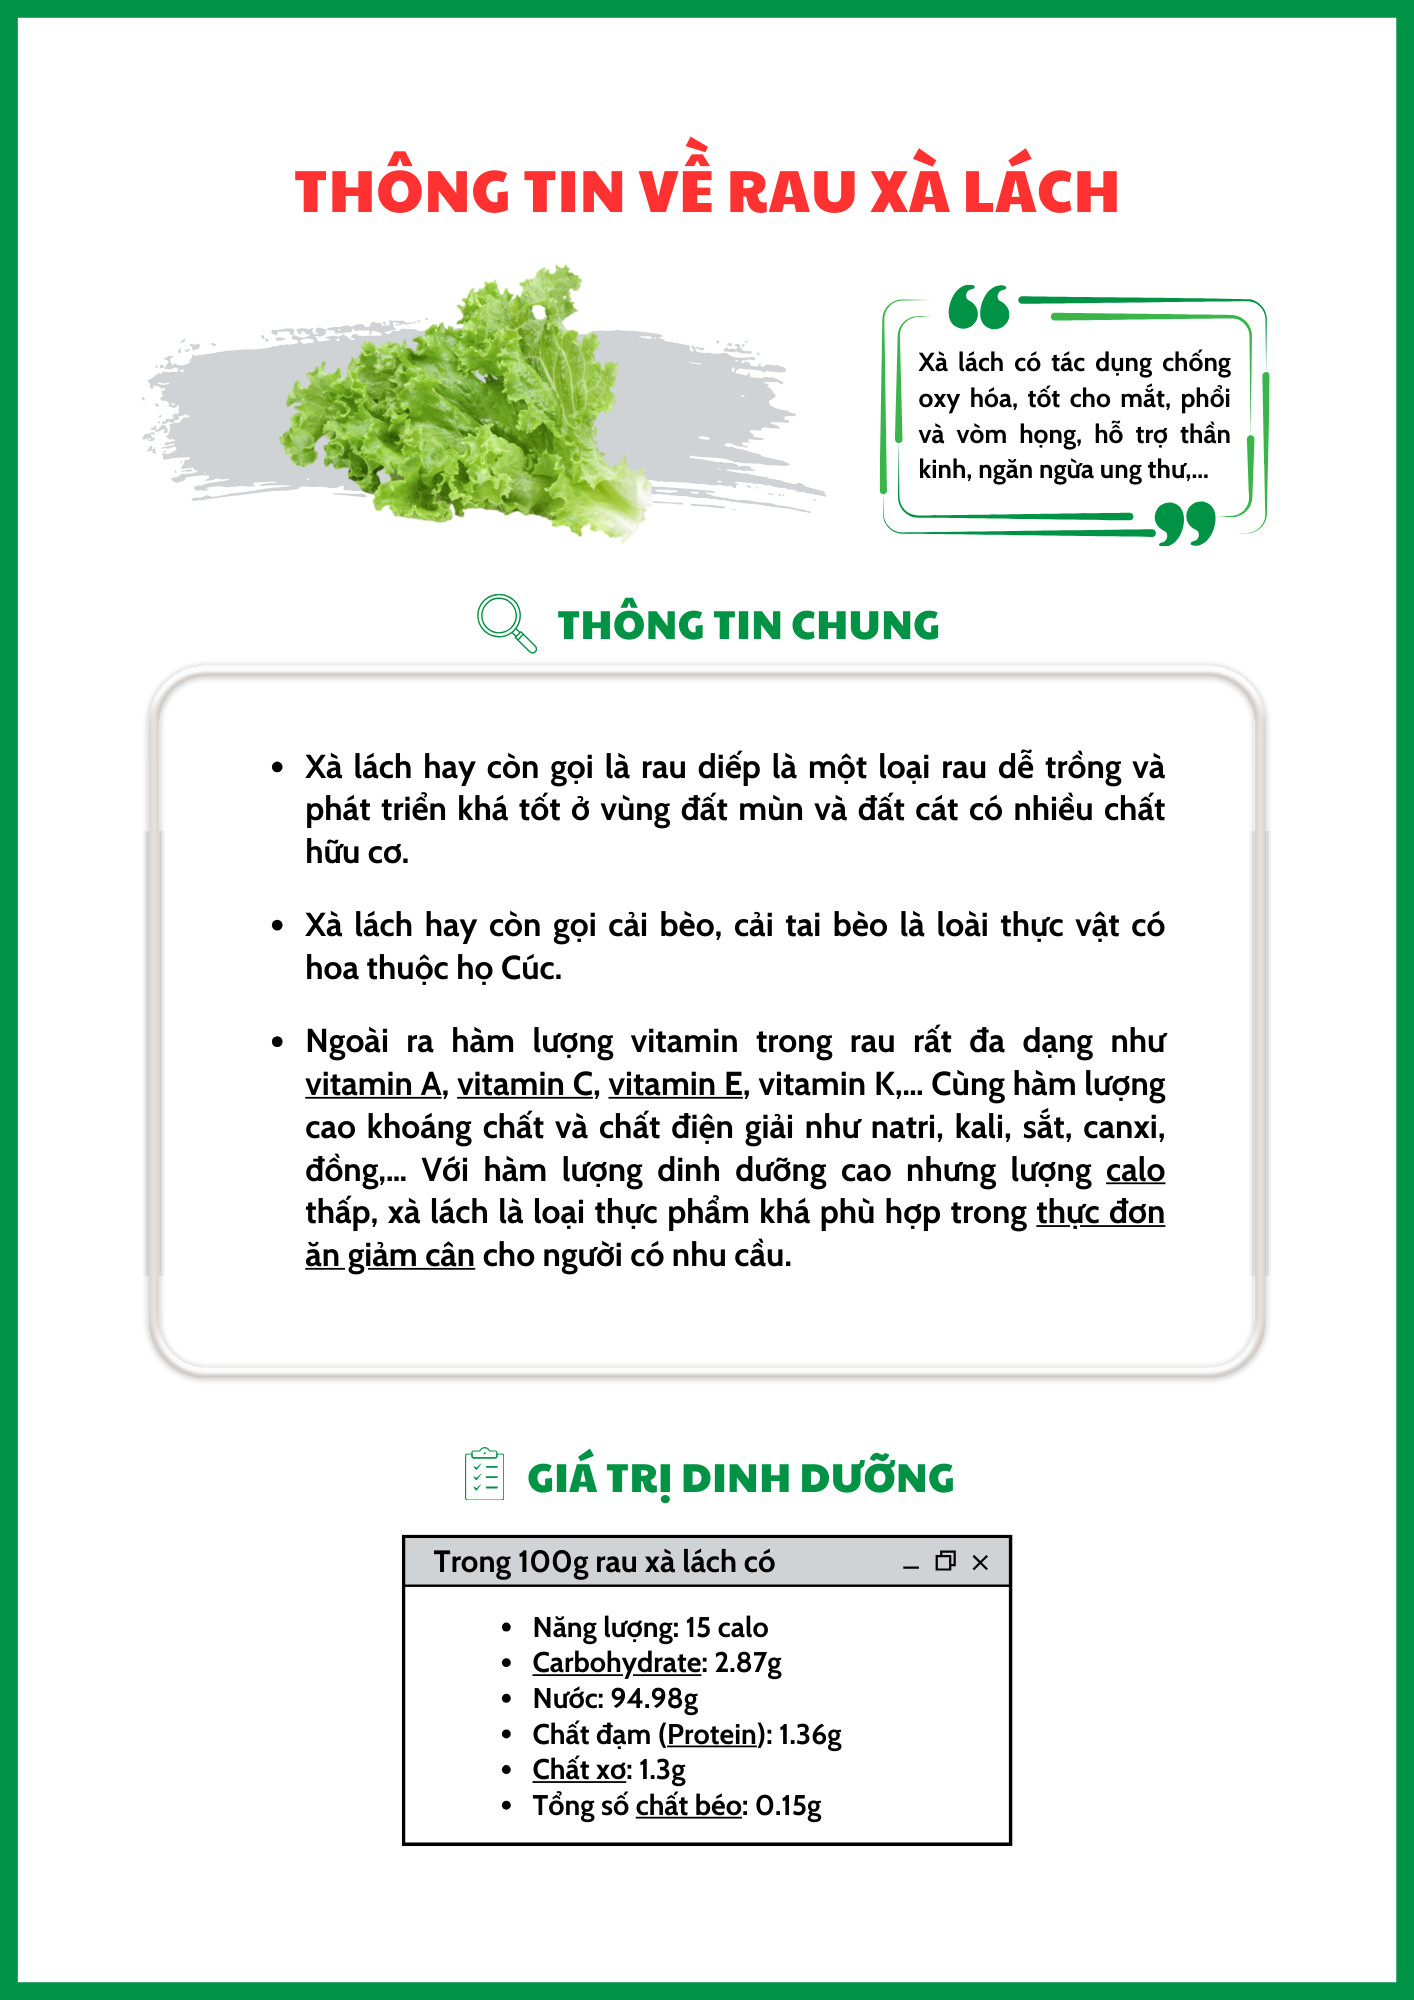 THÔNG TIN VỀ RAU XÀ LÁCH
Xà lách có tác dụng chống
oxy hóa, tốt cho mắt, phổi
và vòm họng, hỗ trợ thần
kinh, ngăn ngừa ung thư,...
THÔNG TIN CHUNG
• Xà lách hay còn gọi là rau diếp là một loại rau dễ trồng và
phát triển khá tốt ở vùng đất mùn và đất cát có nhiều chất
hữu cơ.
• Xà lách hay còn gọi cải bèo, cải tai bèo là loài thực vật có
hoa thuộc họ Cúc.
• Ngoài ra hàm lượng vitamin trong rau rất đa dạng như
vitamin A, vitamin C, vitamin E, vitamin K,... Cùng hàm lượng
cao khoáng chất và chất điện giải như natri, kali, sắt, canxi,
đồng,... Với hàm lượng dinh dưỡng cao nhưng lượng calo
thấp, xà lách là loại thực phẩm khá phù hợp trong thực đơn
ăn giảm cân cho người có nhu cầu.
GIÁ TRỊ DINH DƯỠNG
Trong 100g rau xà lách có
• Năng lượng: 15 calo
• Carbohydrate: 2.87g
• Nước: 94.98g
• Chất đạm (Protein): 1.36g
• Chất xơ: 1.3g
• Tổng số chất béo: 0.15g